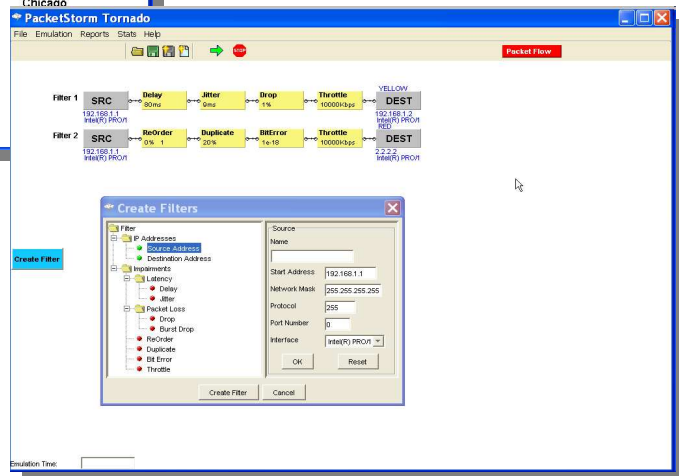 Chicago
PacketStorm Tornado
File Emulation Reports Stats Help
STOP
Packet Flow
Filter 1 SRC Delay 80ms Jitter 9ms Drop 1% Throttle 10000Kbps YELLOW DEST
192.168.1.1 Intel(R) PRO/1 192.168.1.2 Intel(R) PRO/1
Filter 2 SRC ReOrder 0% 1 Duplicate 20% BitError 1e-18 Throttle 10000Kbps RED DEST
192.168.1.1 Intel(R) PRO/1 2.2.2.2 Intel(R) PRO/1
Create Filter
Create Filters
Filter
IP Addresses
Source Address
Destination Address
Impairments
Latency
Delay
Jitter
Packet Loss
Drop
Burst Drop
ReOrder
Duplicate
Bit Error
Throttle
Source
Name
Start Address 192.168.1.1
Network Mask 255.255.255.255
Protocol 255
Port Number 0
Interface Intel(R) PRO/1
OK Reset
Create Filter Cancel
Emulation Time: